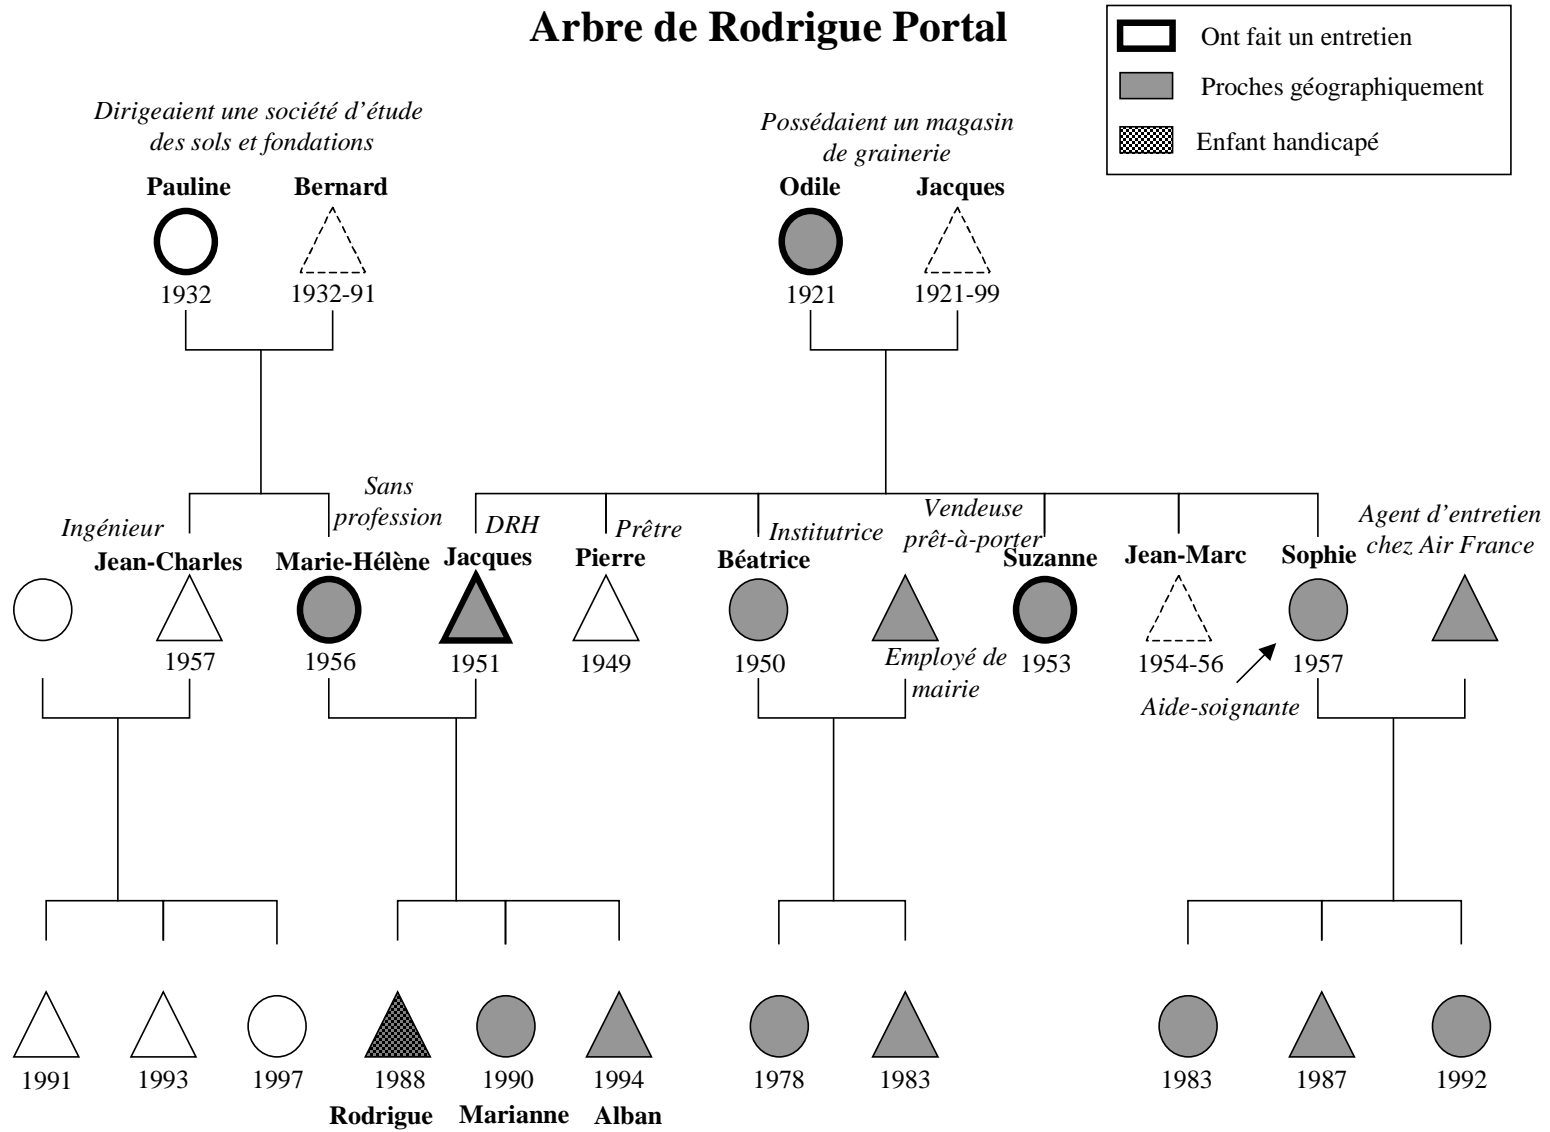 Arbre de Rodrigue Portal
Ont fait un entretien
Proches géographiquement
Enfant handicapé
Dirigeaient une société d’étude
des sols et fondations
Possédaient un magasin
de grainerie
Pauline
Bernard
Odile
Jacques
1932
1932-91
1921
1921-99
Ingénieur
Sans
profession
DRH
Prêtre
Institutrice
Vendeuse
prêt-à-porter
Agent d’entretien
chez Air France
Jean-Charles
Marie-Hélène
Jacques
Pierre
Béatrice
Suzanne
Jean-Marc
Sophie
1957
1956
1951
1949
1950
Employé de
mairie
1953
1954-56
1957
Aide-soignante
1991
1993
1997
1988
1990
1994
1978
1983
1983
1987
1992
Rodrigue
Marianne
Alban